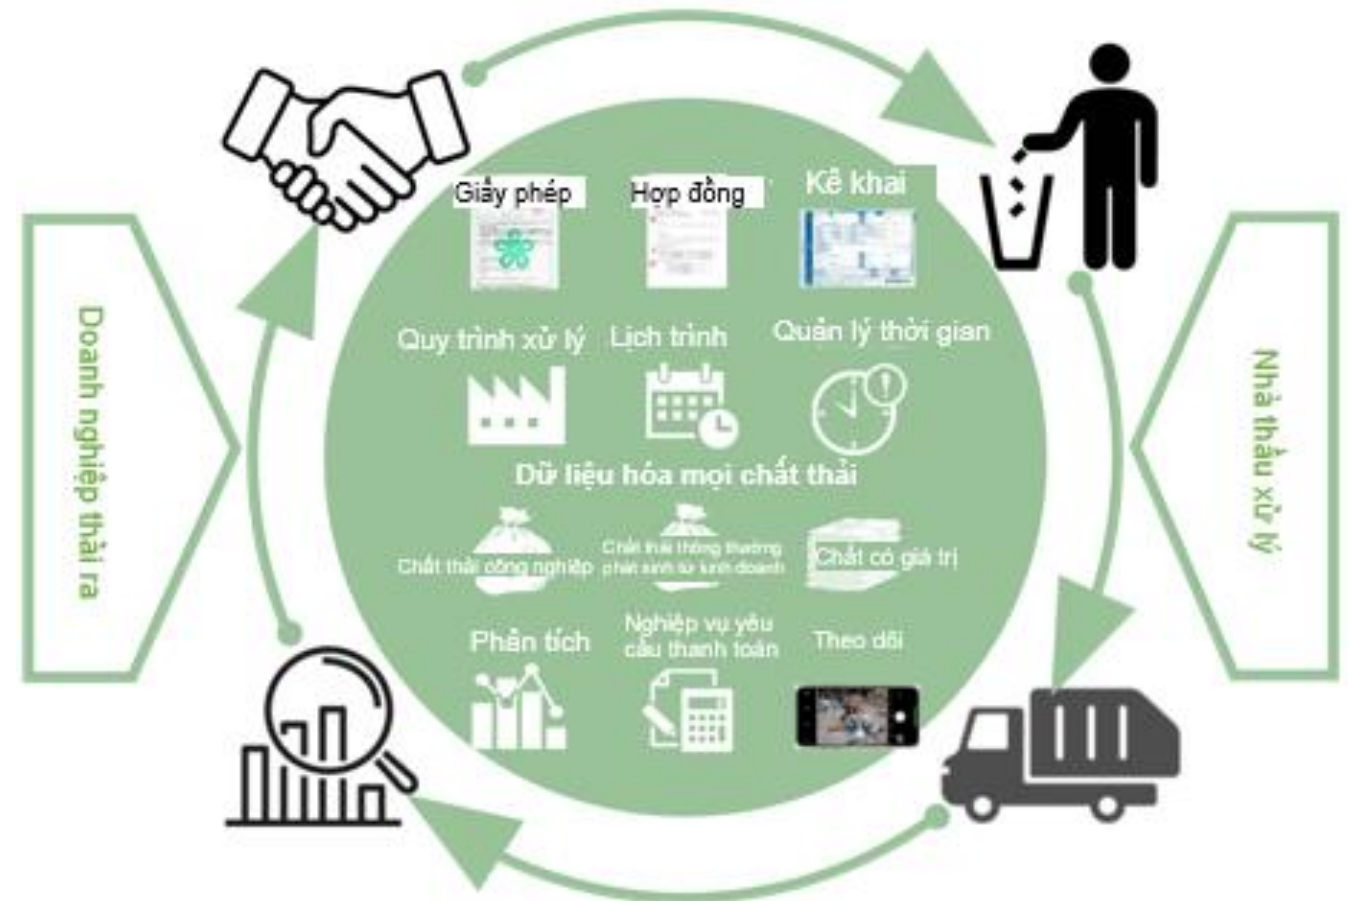 Giấy phép
Hợp đồng
Kê khai
Quy trình xử lý
Lịch trình
Quản lý thời gian
Dữ liệu hóa mọi chất thải
Chất thải công nghiệp
Chất thải thông thường
phát sinh từ kinh doanh
Chất có giá trị
Phân tích
Nghiệp vụ yêu
cầu thanh toán
Theo dõi
Doanh nghiệp thải ra
Nhà thầu xử lý